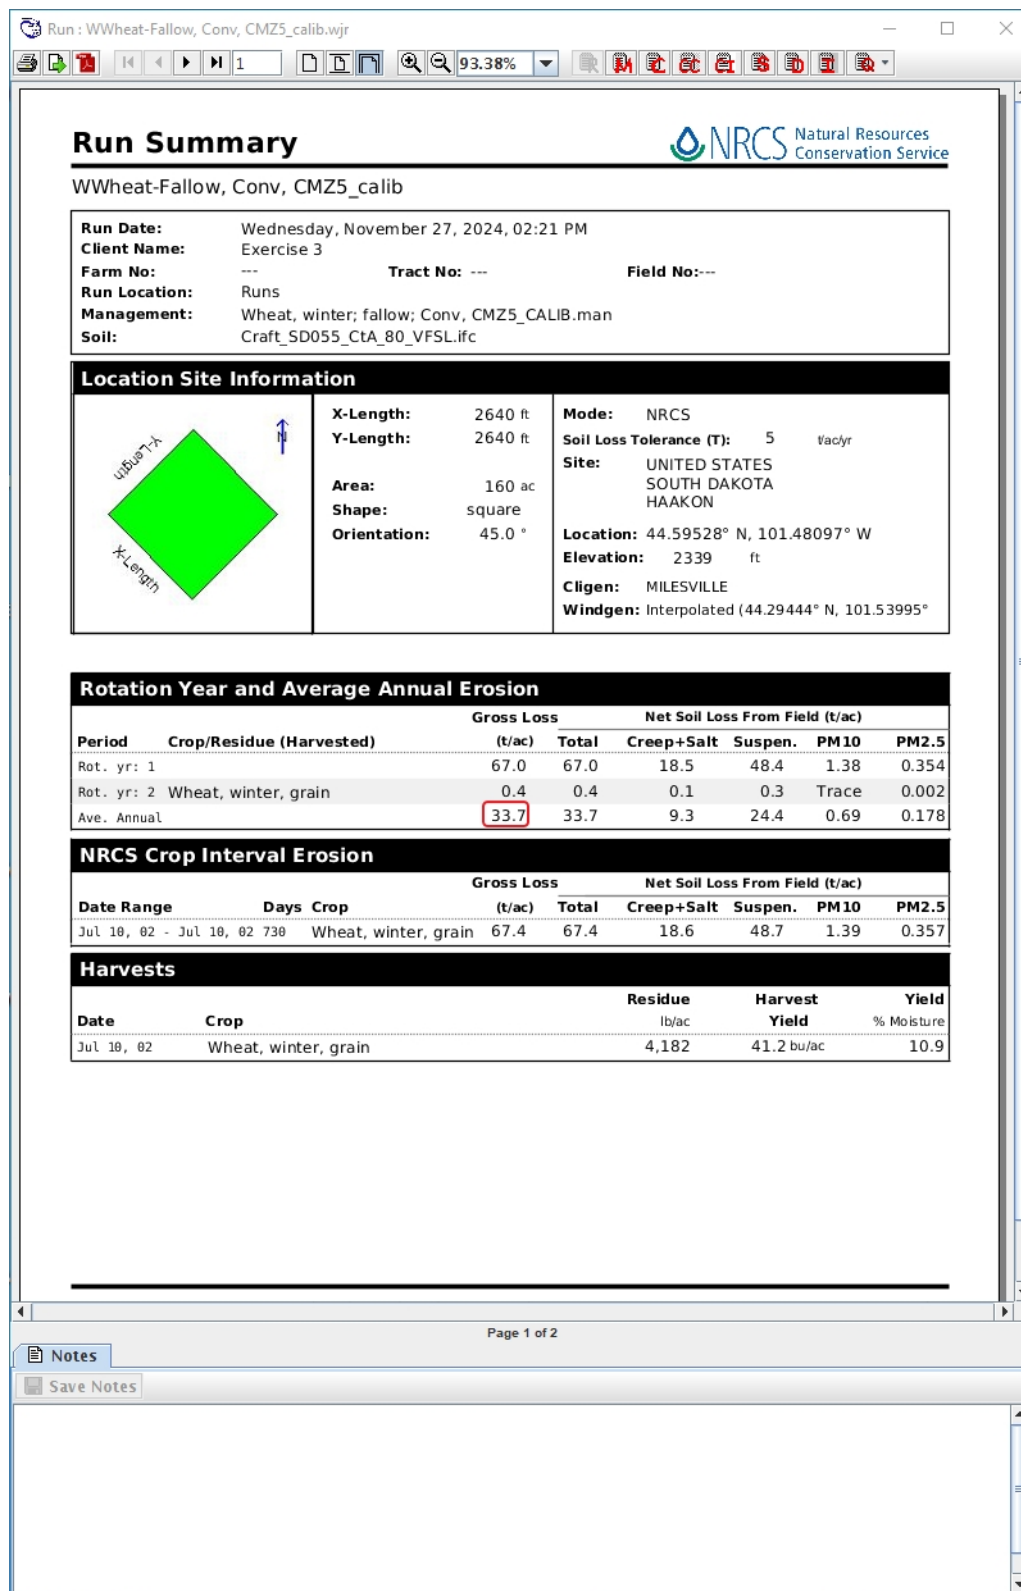 Run : WWheat-Fallow, Conv, CMZ5_calib.wjr
1 93.38%
Run Summary
NRCS Natural Resources Conservation Service
WWheat-Fallow, Conv, CMZ5_calib
Run Date: Wednesday, November 27, 2024, 02:21 PM
Client Name: Exercise 3
Farm No: --- Tract No: --- Field No:---
Run Location: Runs
Management: Wheat, winter; fallow; Conv, CMZ5_CALIB.man
Soil: Craft_SD055_CtA_80_VFSL.ifc
Location Site Information
Y-Length
X-Length
N
X-Length: 2640 ft
Y-Length: 2640 ft
Area: 160 ac
Shape: square
Orientation: 45.0 °
Mode: NRCS
Soil Loss Tolerance (T): 5 t/ac/yr
Site: UNITED STATES
SOUTH DAKOTA
HAAKON
Location: 44.59528° N, 101.48097° W
Elevation: 2339 ft
Cligen: MILESVILLE
Windgen: Interpolated (44.29444° N, 101.53995°
Rotation Year and Average Annual Erosion
Gross Loss Net Soil Loss From Field (t/ac)
Period Crop/Residue (Harvested) (t/ac) Total Creep+Salt Suspen. PM10 PM2.5
Rot. yr: 1 67.0 67.0 18.5 48.4 1.38 0.354
Rot. yr: 2 Wheat, winter, grain 0.4 0.4 0.1 0.3 Trace 0.002
Ave. Annual 33.7 33.7 9.3 24.4 0.69 0.178
NRCS Crop Interval Erosion
Gross Loss Net Soil Loss From Field (t/ac)
Date Range Days Crop (t/ac) Total Creep+Salt Suspen. PM10 PM2.5
Jul 10, 02 - Jul 10, 02 730 Wheat, winter, grain 67.4 67.4 18.6 48.7 1.39 0.357
Harvests
Residue Harvest Yield
Date Crop lb/ac Yield % Moisture
Jul 10, 02 Wheat, winter, grain 4,182 41.2 bu/ac 10.9
Page 1 of 2
Notes
Save Notes